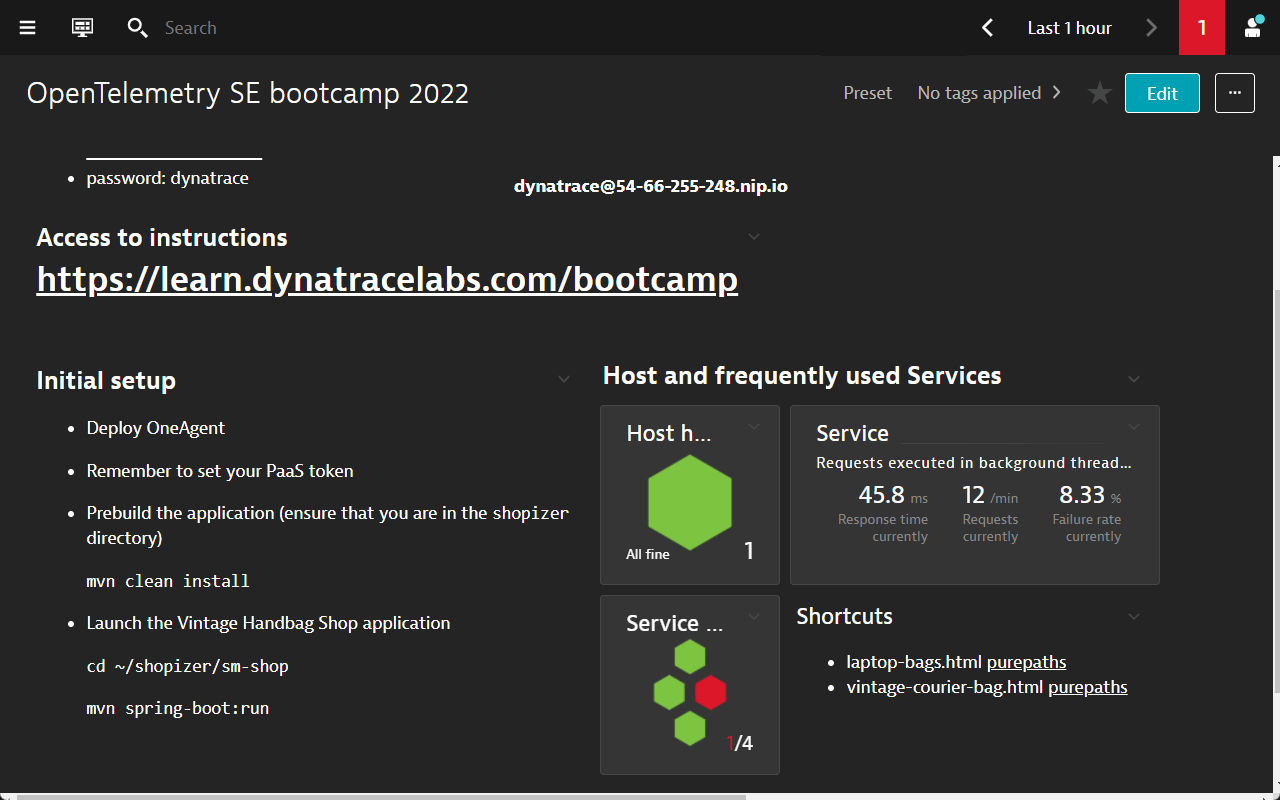 Search
Last 1 hour
1
OpenTelemetry SE bootcamp 2022
Preset
No tags applied
Edit
...
password: dynatrace
dynatrace@54-66-255-248.nip.io
Access to instructions
https://learn.dynatracelabs.com/bootcamp
Initial setup
Deploy OneAgent
Remember to set your PaaS token
Prebuild the application (ensure that you are in the shopizer
directory)
mvn clean install
Launch the Vintage Handbag Shop application
cd ~/shopizer/sm-shop
mvn spring-boot:run
Host and frequently used Services
Host h...
All fine
1
Service
Requests executed in background thread...
45.8 ms
Response time
currently
12 /min
Requests
currently
8.33 %
Failure rate
currently
Service ...
1/4
Shortcuts
laptop-bags.html purepaths
vintage-courier-bag.html purepaths